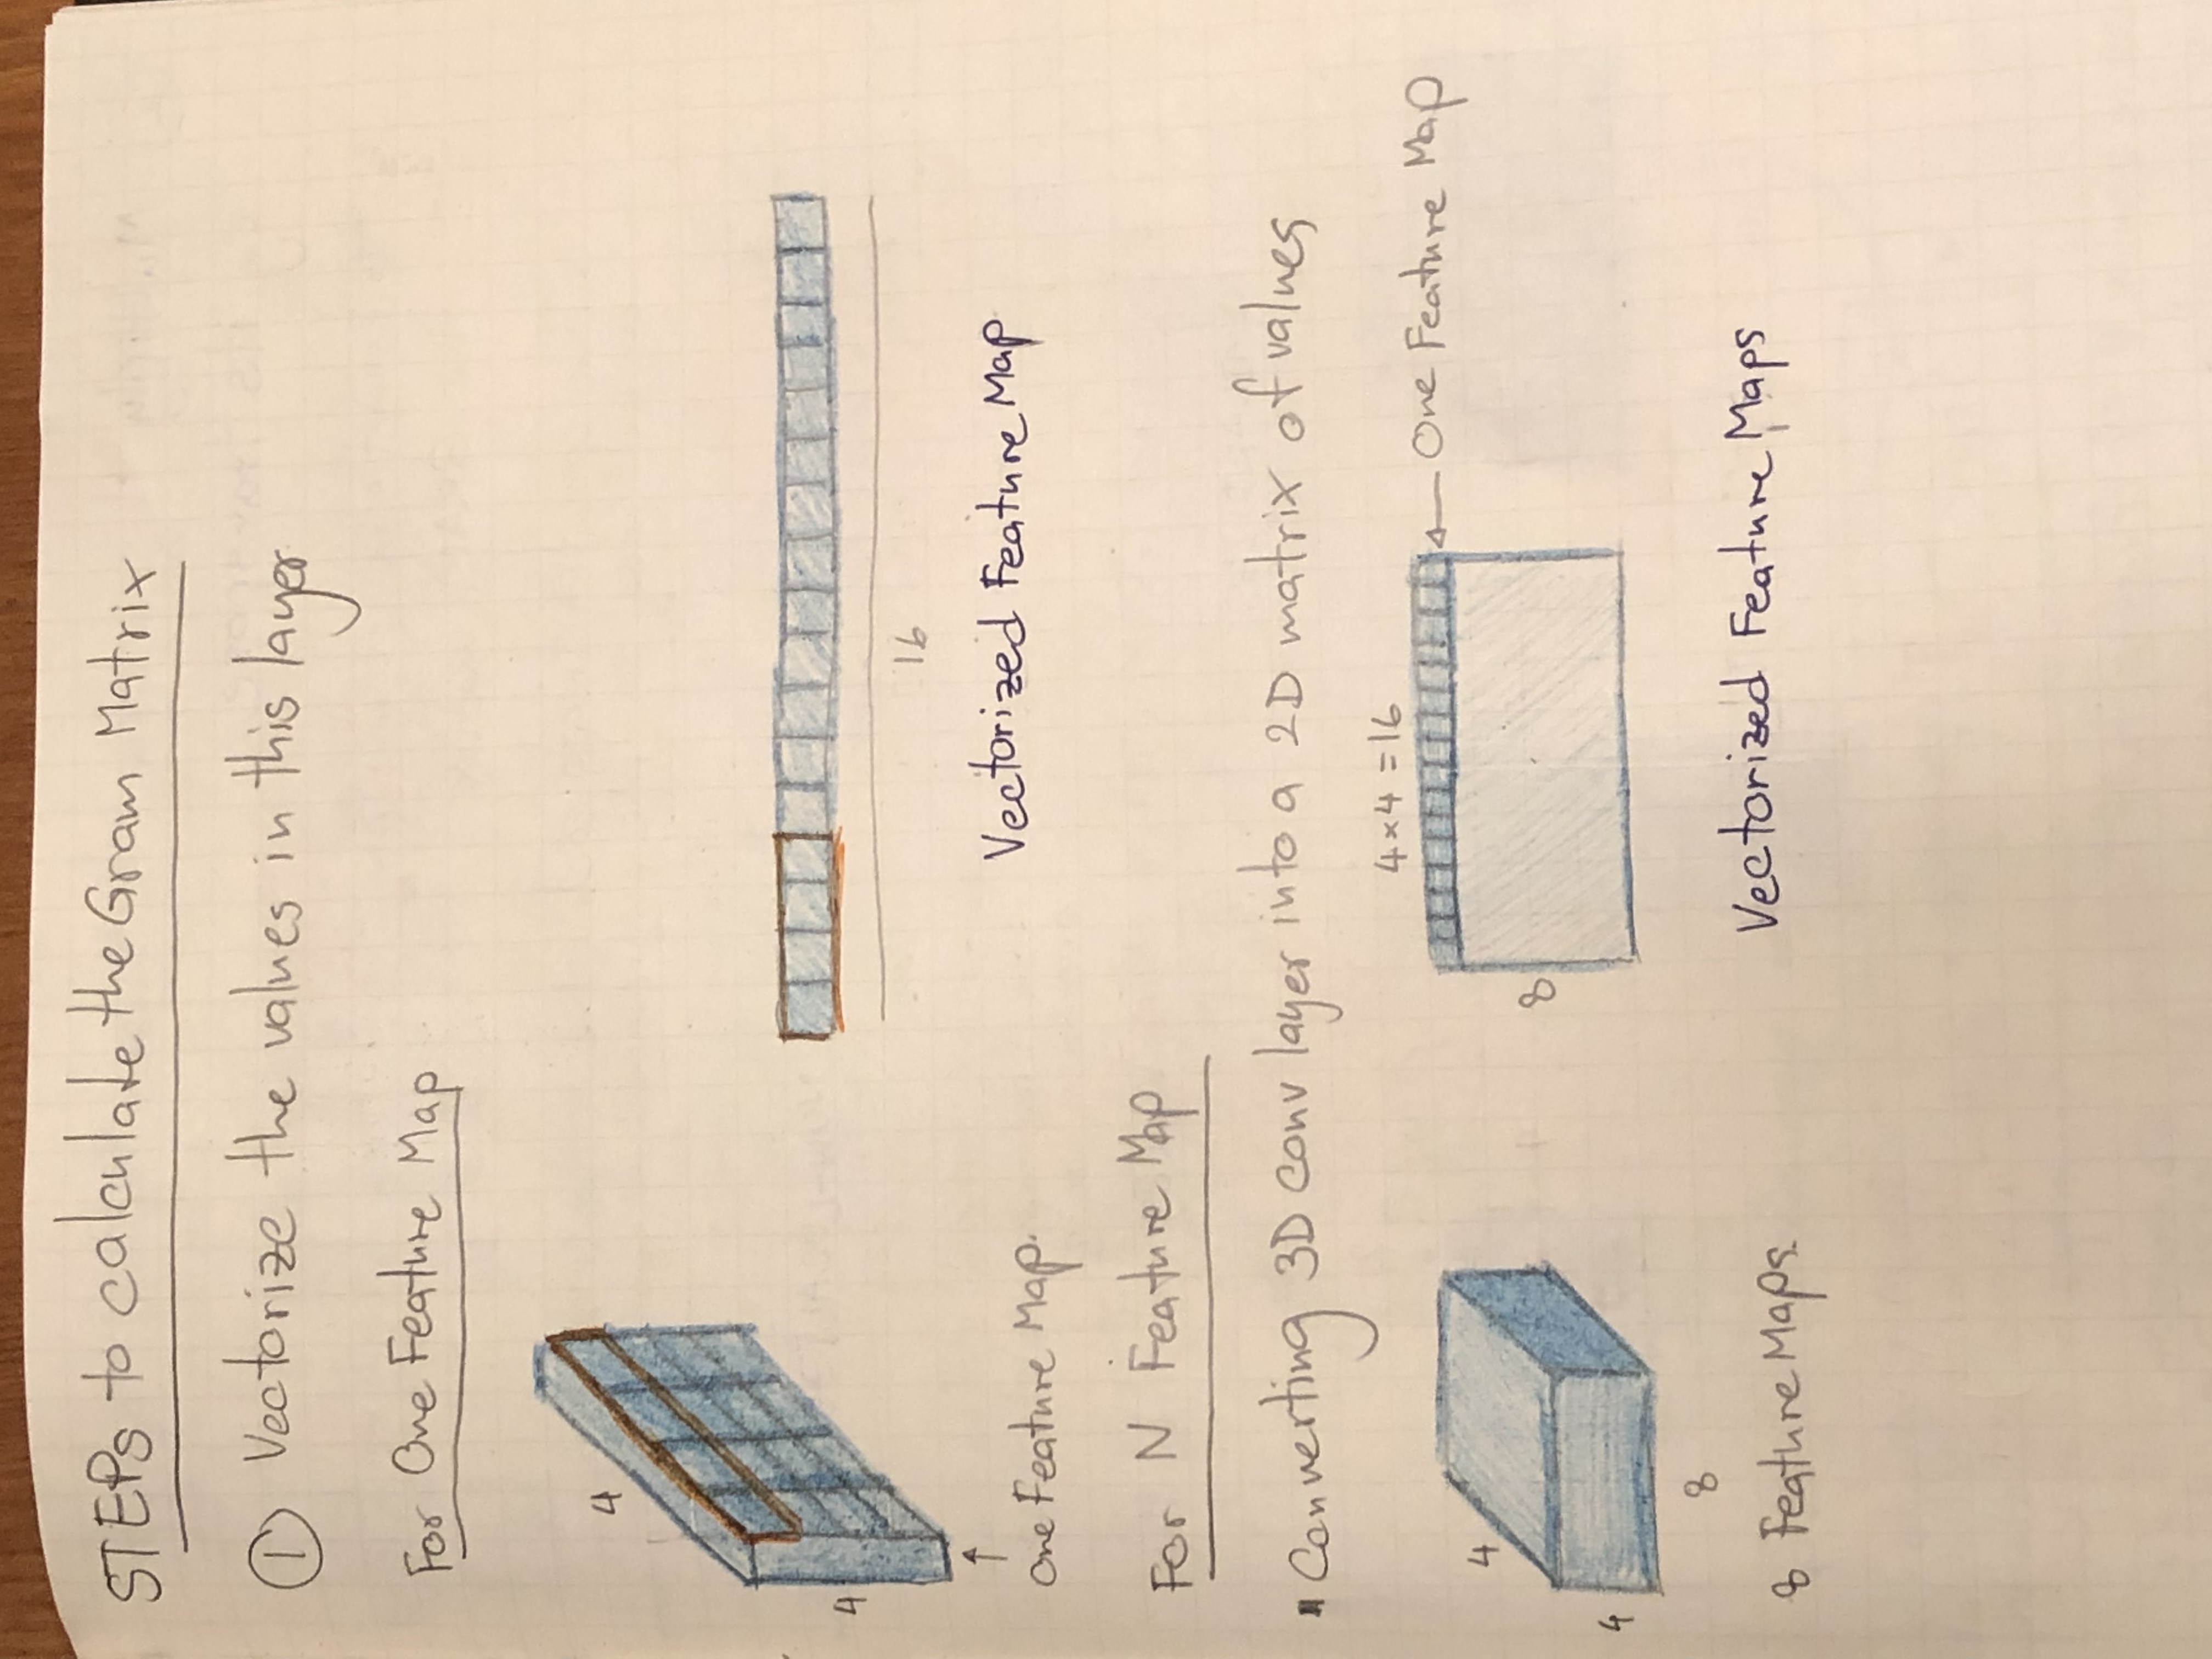 STEPs to calculate the Gram Matrix
① Vectorize the values in this layer
For One Feature Map
4
4
16
Vectorized Feature Map
One Feature Map.
For N Feature Map
Converting 3D conv layer into a 2D matrix of values
4×4 = 16
← One Feature Map
4
8
4
8
8 Feature Maps.
Vectorized Feature Maps